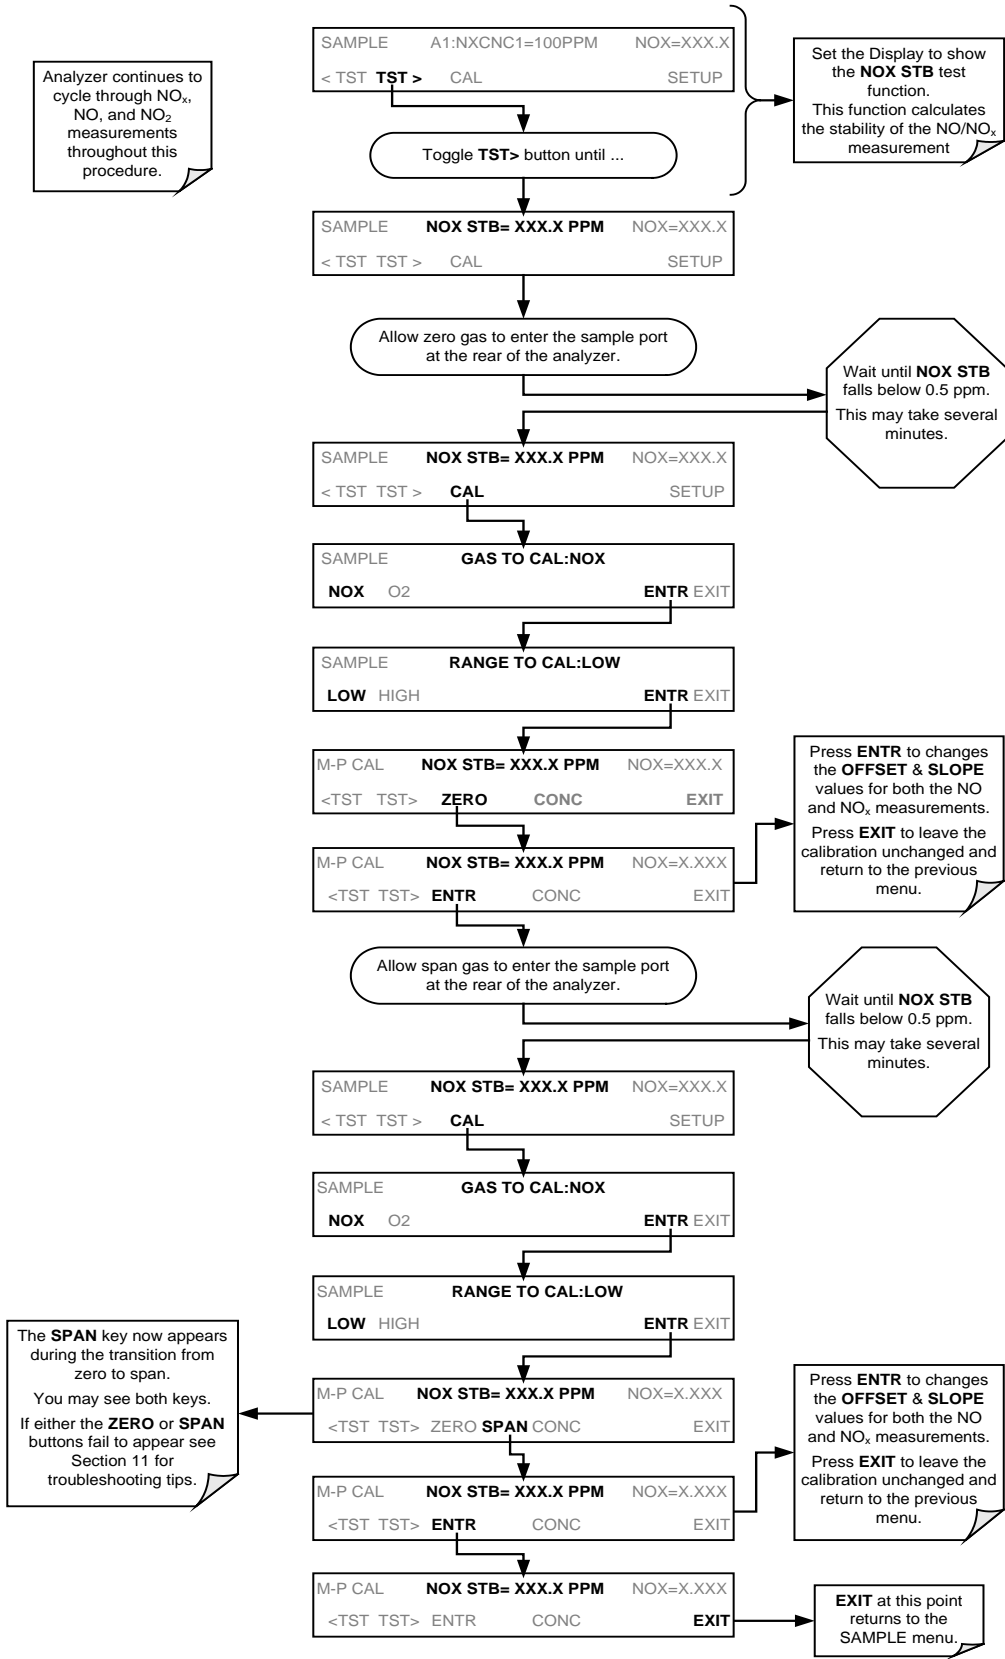 SAMPLE A1:NXCNC1=100PPM NOX=XXX.X
< TST TST > CAL SETUP
Analyzer continues to
cycle through NOx,
NO, and NO2
measurements
throughout this
procedure.
Set the Display to show
the NOX STB test
function.
This function calculates
the stability of the NO/NOx
measurement
Toggle TST> button until ...
SAMPLE NOX STB= XXX.X PPM NOX=XXX.X
< TST TST > CAL SETUP
Allow zero gas to enter the sample port
at the rear of the analyzer.
Wait until NOX STB
falls below 0.5 ppm.
This may take several
minutes.
SAMPLE NOX STB= XXX.X PPM NOX=XXX.X
< TST TST > CAL SETUP
SAMPLE GAS TO CAL:NOX
NOX O2 ENTR EXIT
SAMPLE RANGE TO CAL:LOW
LOW HIGH ENTR EXIT
M-P CAL NOX STB= XXX.X PPM NOX=XXX.X
<TST TST> ZERO CONC EXIT
Press ENTR to changes
the OFFSET & SLOPE
values for both the NO
and NOx measurements.
Press EXIT to leave the
calibration unchanged and
return to the previous
menu.
M-P CAL NOX STB= XXX.X PPM NOX=X.XXX
<TST TST> ENTR CONC EXIT
Allow span gas to enter the sample port
at the rear of the analyzer.
Wait until NOX STB
falls below 0.5 ppm.
This may take several
minutes.
SAMPLE NOX STB= XXX.X PPM NOX=XXX.X
< TST TST > CAL SETUP
SAMPLE GAS TO CAL:NOX
NOX O2 ENTR EXIT
SAMPLE RANGE TO CAL:LOW
LOW HIGH ENTR EXIT
The SPAN key now appears
during the transition from
zero to span.
You may see both keys.
If either the ZERO or SPAN
buttons fail to appear see
Section 11 for
troubleshooting tips.
M-P CAL NOX STB= XXX.X PPM NOX=X.XXX
<TST TST> ZERO SPAN CONC EXIT
Press ENTR to changes
the OFFSET & SLOPE
values for both the NO
and NOx measurements.
Press EXIT to leave the
calibration unchanged and
return to the previous
menu.
M-P CAL NOX STB= XXX.X PPM NOX=X.XXX
<TST TST> ENTR CONC EXIT
M-P CAL NOX STB= XXX.X PPM NOX=X.XXX
<TST TST> ENTR CONC EXIT
EXIT at this point
returns to the
SAMPLE menu.